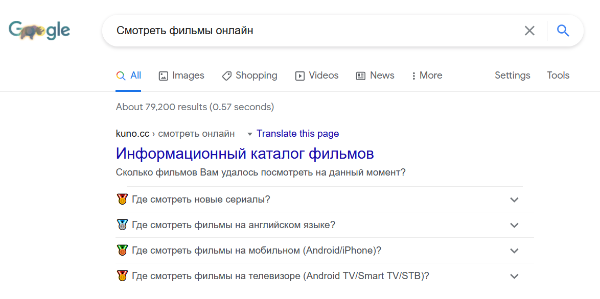 Google
Смотреть фильмы онлайн
All Images Shopping Videos News More Settings Tools
About 79,200 results (0.57 seconds)
kuno.cc › смотреть онлайн Translate this page
Информационный каталог фильмов
Сколько фильмов Вам удалось посмотреть на данный момент?
Где смотреть новые сериалы?
Где смотреть фильмы на английском языке?
Где смотреть фильмы на мобильном (Android/iPhone)?
Где смотреть фильмы на телевизоре (Android TV/Smart TV/STB)?